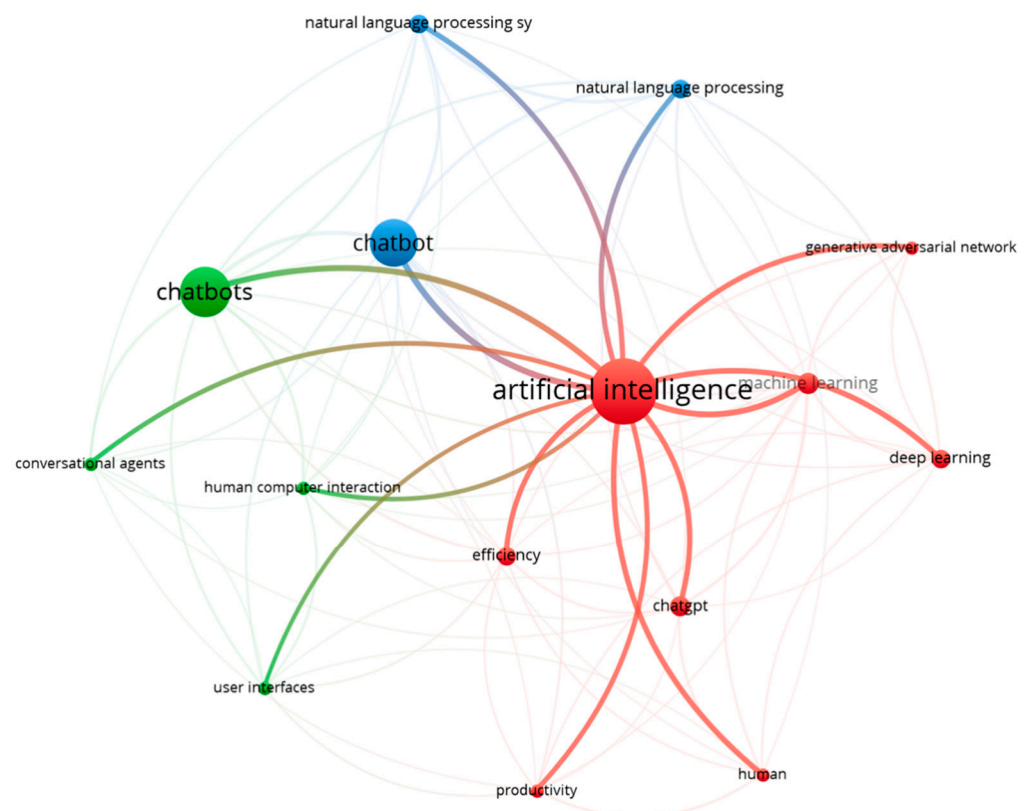 natural language processing sy
natural language processing
chatbot
generative adversarial network
chatbots
artificial intelligence
machine learning
conversational agents
deep learning
human computer interaction
efficiency
chatgpt
user interfaces
human
productivity